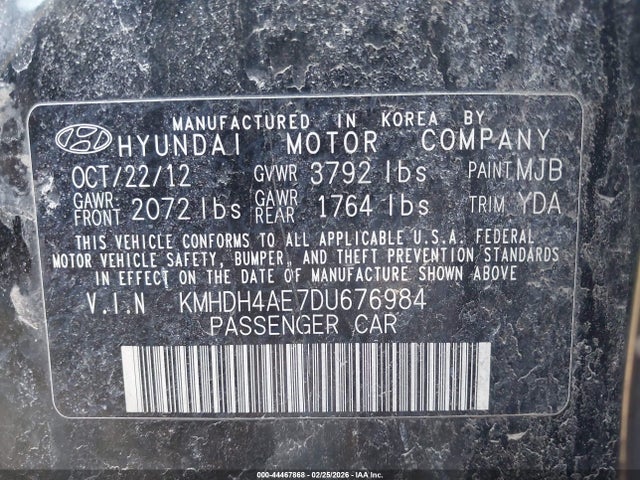 MANUFACTURED IN KOREA BY
HYUNDAI MOTOR COMPANY
OCT/22/12 GVWR 3792 lbs PAINT MJB
GAWR FRONT 2072 lbs GAWR REAR 1764 lbs TRIM YDA
THIS VEHICLE CONFORMS TO ALL APPLICABLE U.S.A. FEDERAL
MOTOR VEHICLE SAFETY, BUMPER, AND THEFT PREVENTION STANDARDS
IN EFFECT ON THE DATE OF MANUFACTURE SHOWN ABOVE
V.I.N KMHDH4AE7DU676984
PASSENGER CAR
000-44467868 - 02/25/2026 - IAA, Inc.